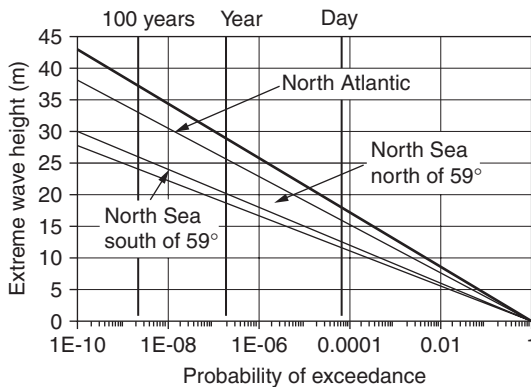 100 years Year Day
45
40
35
30
25
20
15
10
5
0
Extreme wave height (m)
North Atlantic
North Sea
north of 59°
North Sea
south of 59°
1E-10 1E-08 1E-06 0.0001 0.01 1
Probability of exceedance